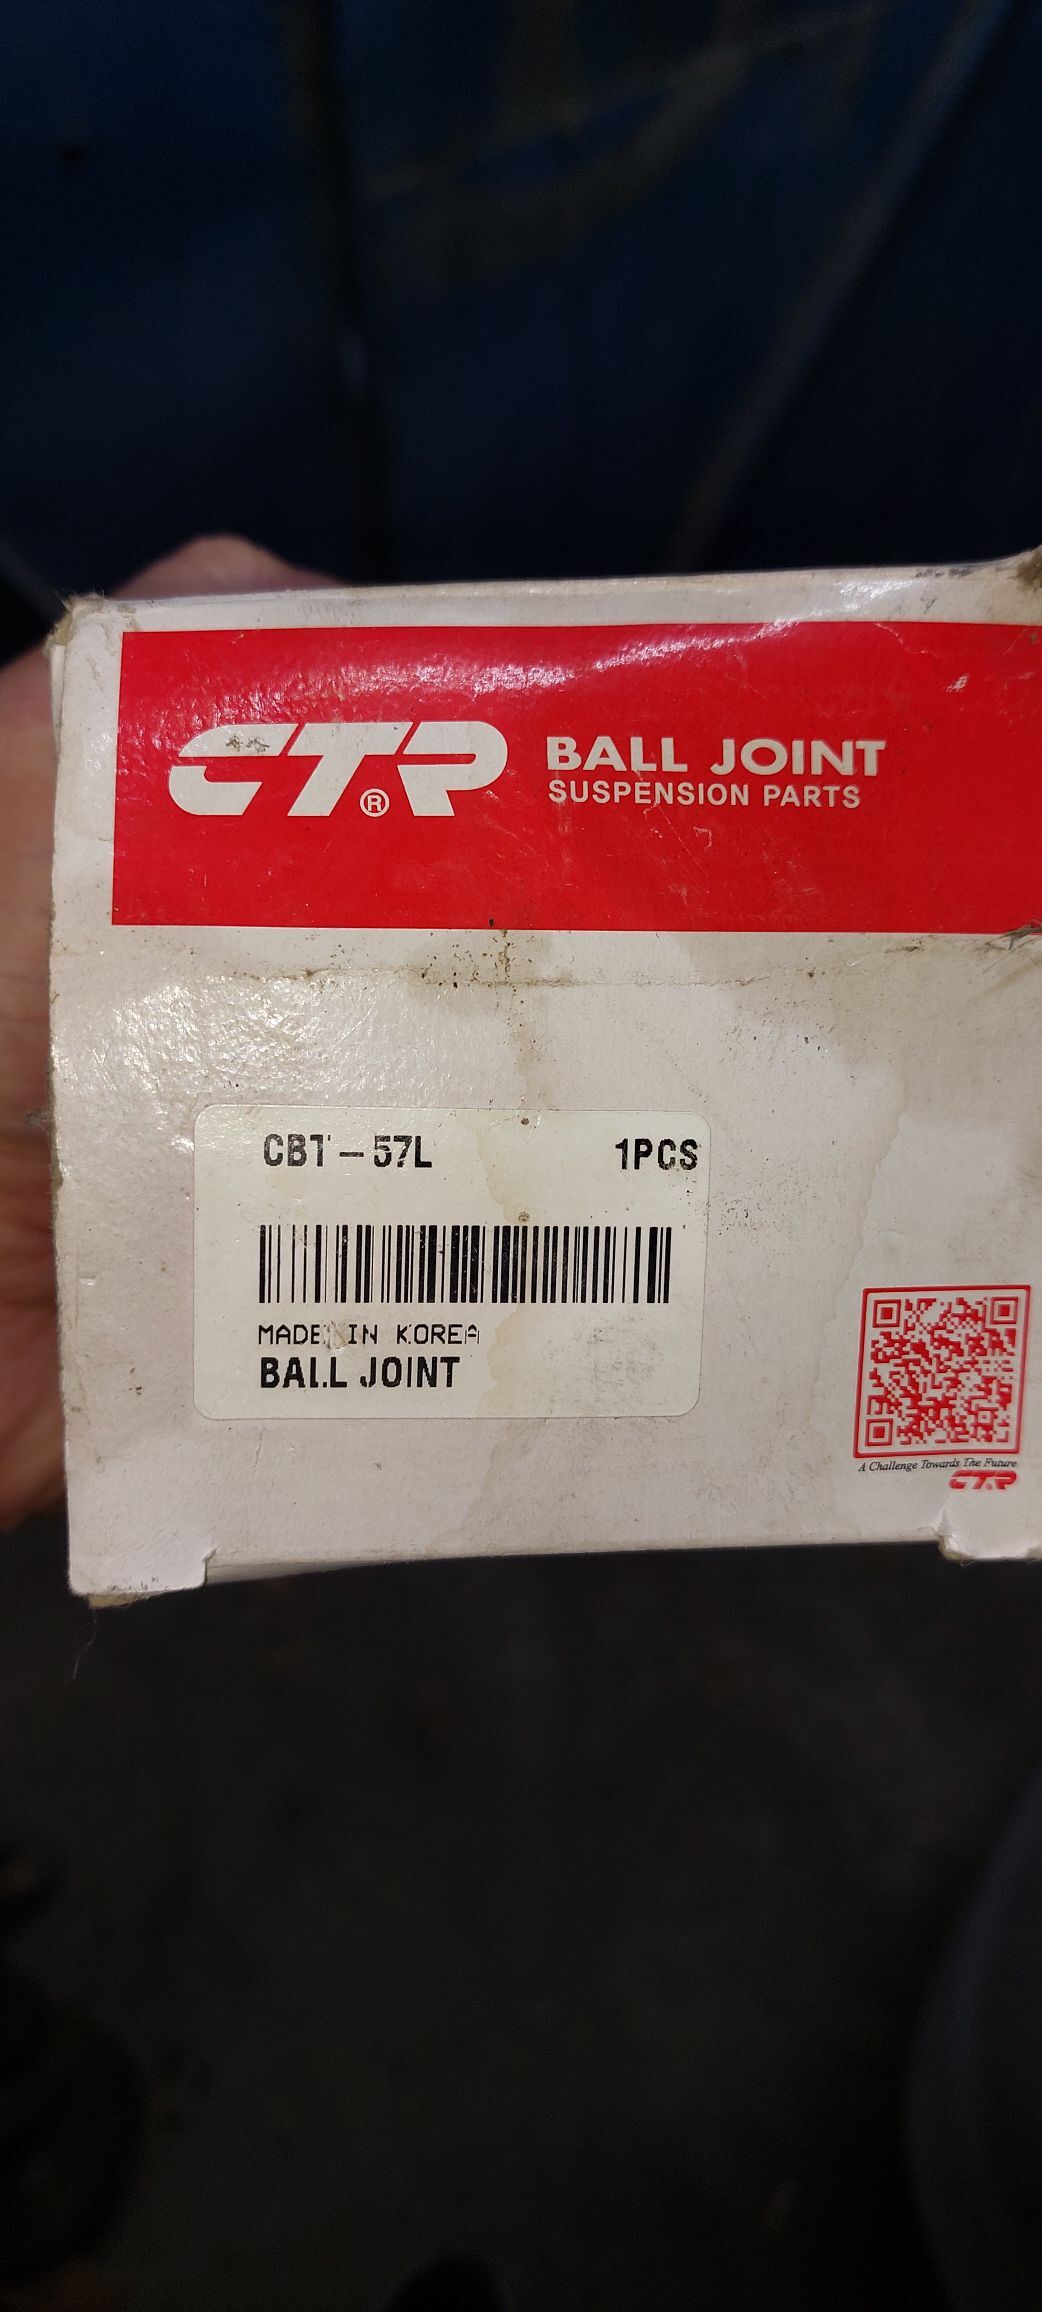 CTR® BALL JOINT
SUSPENSION PARTS
CBT-57L 1PCS
MADE IN KOREA
BALL JOINT
A Challenge Towards The Future
CTR